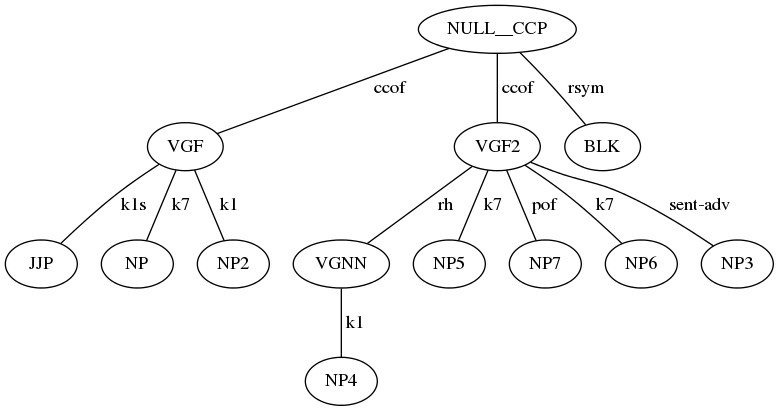 NULL__CCP
ccof ccof rsym
VGF VGF2 BLK
k1s k7 k1 rh k7 pof k7 sent-adv
JJP NP NP2 VGNN NP5 NP7 NP6 NP3
k1
NP4